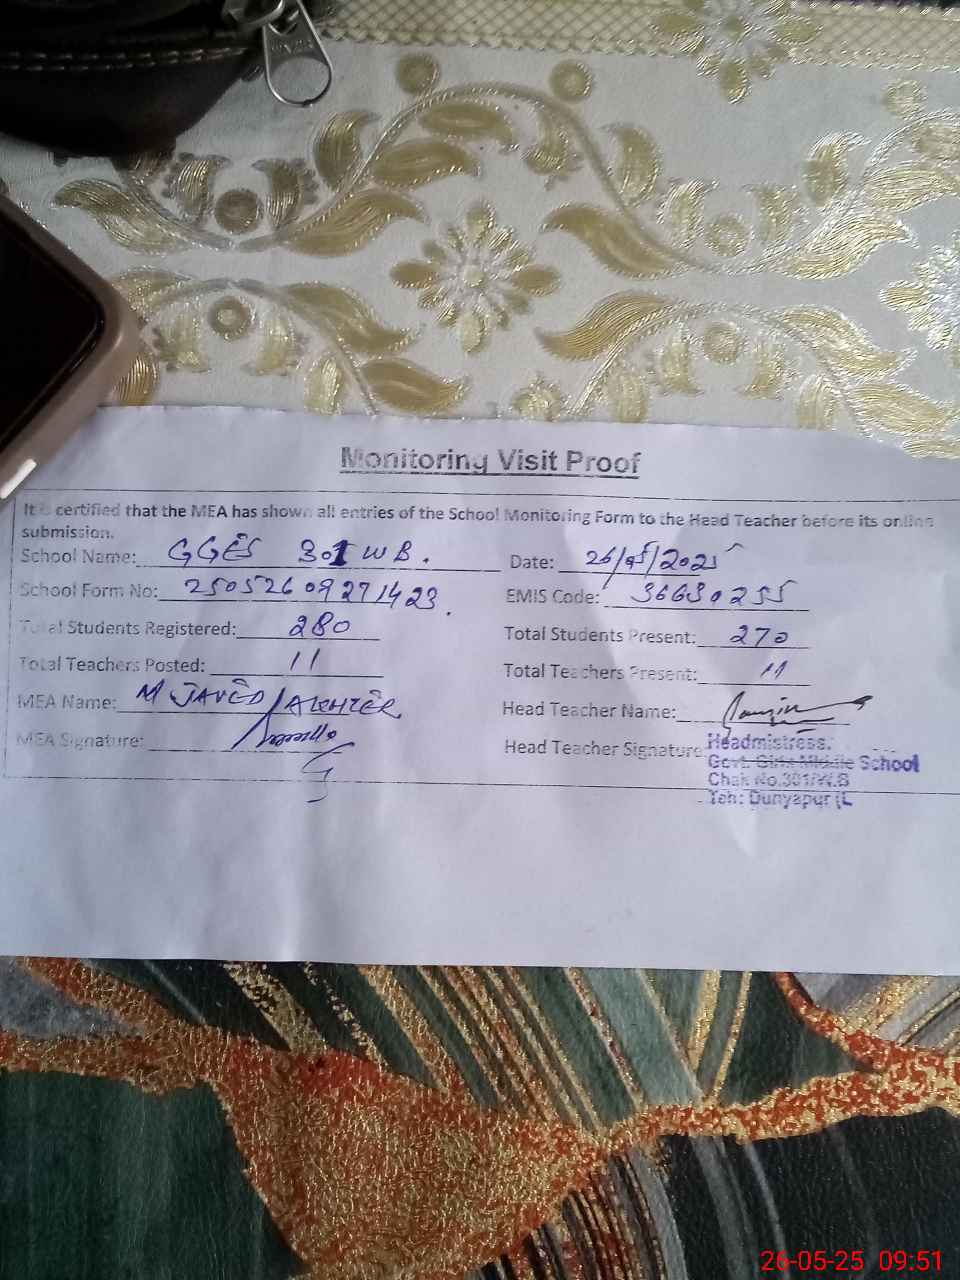 Monitoring Visit Proof
It is certified that the MEA has shown all entries of the School Monitoring Form to the Head Teacher before its online
submission.
School Name: GGES 301 WB. Date: 26/05/2025
School Form No: 25052609271423. EMIS Code: 36630255
Total Students Registered: 280 Total Students Present: 270
Total Teachers Posted: 11 Total Teachers Present: 11
MEA Name: M JAVED AKHTER Head Teacher Name:
MEA Signature: Head Teacher Signature:
Headmistress.
Govt. Girls Middle School
Chak No.301/W.B
Teh: Dunyapur (L
26-05-25 09:51